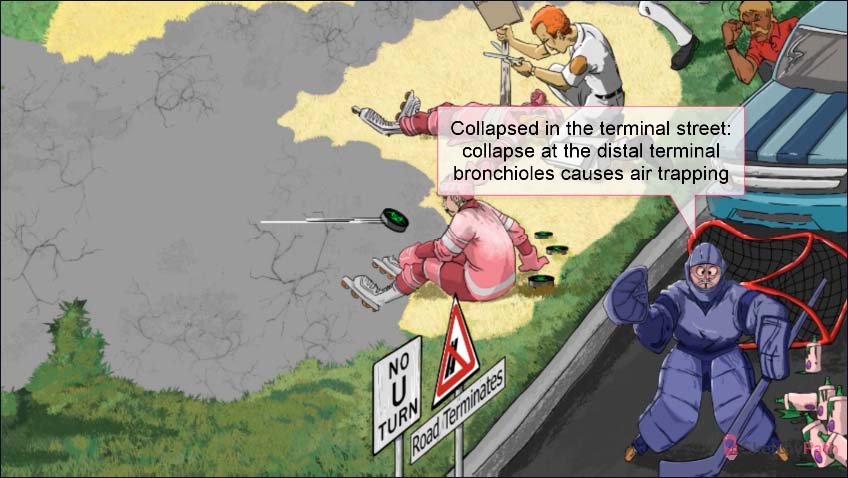 Collapsed in the terminal street:
collapse at the distal terminal
bronchioles causes air trapping
NO
U
TURN
Road Terminates